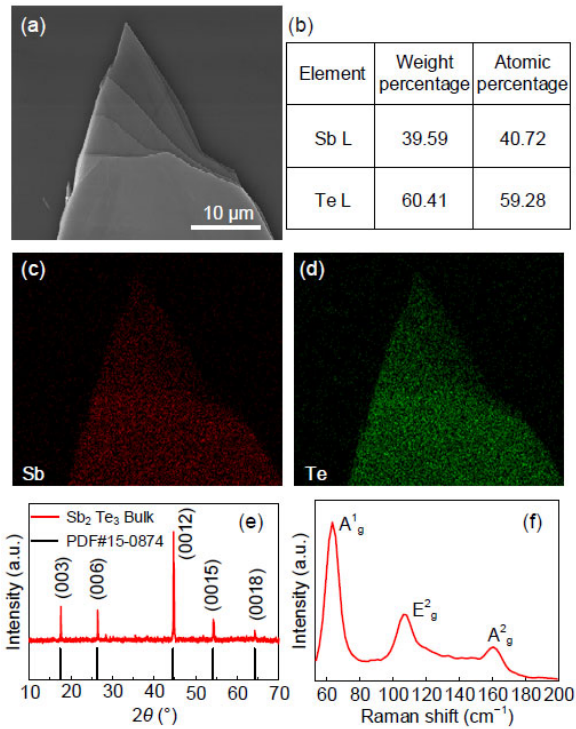 (a)
10 µm
(b)
Element Weight percentage Atomic percentage
Sb L 39.59 40.72
Te L 60.41 59.28
(c)
Sb
(d)
Te
(e)
Sb2 Te3 Bulk
PDF#15-0874
(003)
(006)
(0012)
(0015)
(0018)
Intensity (a.u.)
10 20 30 40 50 60 70
2θ (°)
(f)
A1g
E2g
A2g
Intensity (a.u.)
60 80 100 120 140 160 180 200
Raman shift (cm−1)